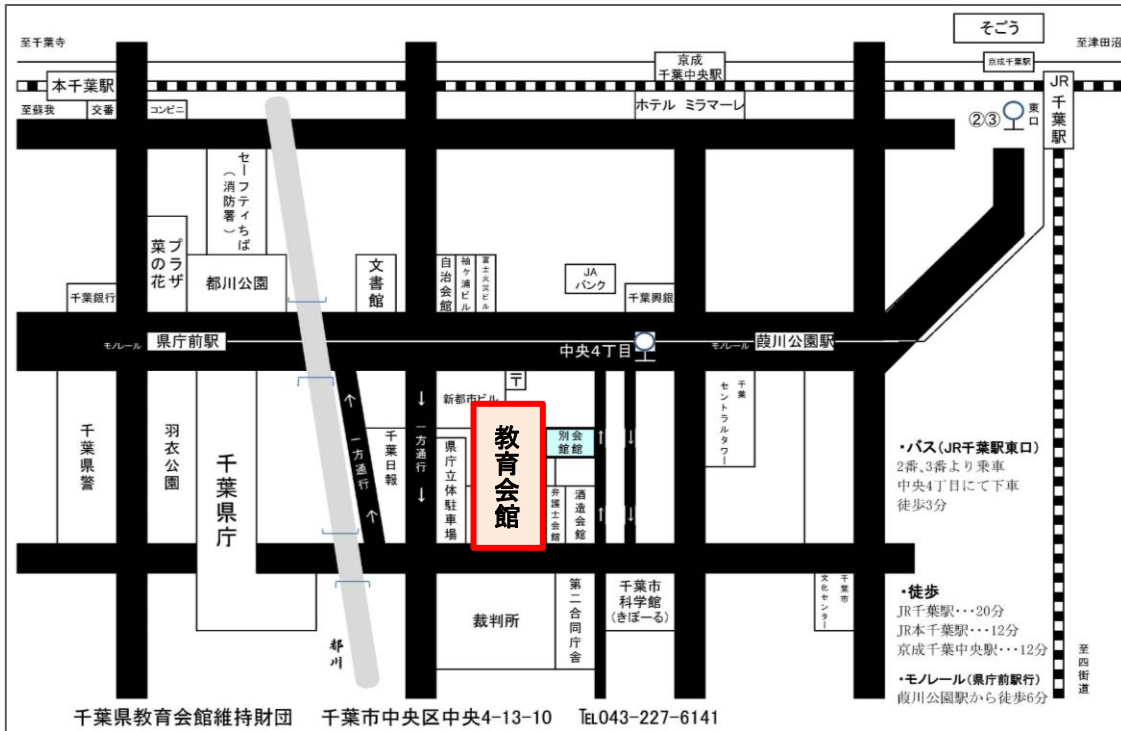 そごう
至千葉寺
至津田沼
京成
千葉中央駅
京成千葉駅
本千葉駅
JR
千葉駅
東口
②③
至蘇我
交番
コンビニ
ホテル ミラマーレ
セーフティちば
(消防署)
プラザ
菜の花
都川公園
文書館
自治会館
袖ヶ浦ビル
富士火災ビル
JA
バンク
千葉銀行
千葉興銀
モノレール 県庁前駅
中央4丁目
モノレール 葭川公園駅
〒
新都市ビル
千葉県警
羽衣公園
千葉県庁
↑ 一方通行 ↑
千葉日報
↓ 一方通行 ↓
県庁立体駐車場
教育会館
会館
別館
弁護士会館
酒造会館
↑ ↓
↑ ↓
千葉
セントラルタワー
・バス(JR千葉駅東口)
2番、3番より乗車
中央4丁目にて下車
徒歩3分
裁判所
第二合同庁舎
千葉市
科学館
(きぼーる)
千葉市
文化センター
都川
・徒歩
JR千葉駅・・・20分
JR本千葉駅・・・12分
京成千葉中央駅・・・12分
・モノレール(県庁前駅行)
葭川公園駅から徒歩6分
至四街道
千葉県教育会館維持財団 千葉市中央区中央4-13-10 ℡043-227-6141